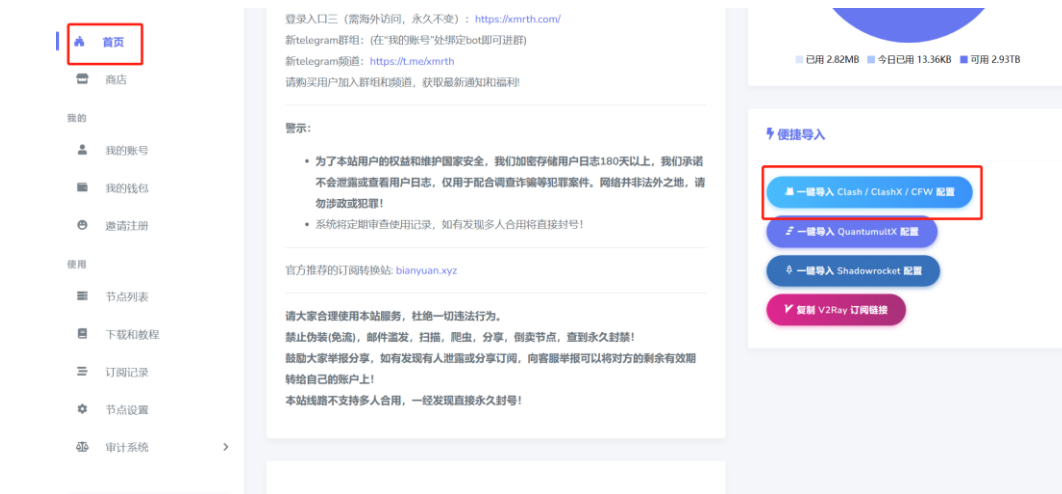 首页
商店
我的
我的账号
我的钱包
邀请注册
使用
节点列表
下载和教程
订阅记录
节点设置
审计系统
登录入口三（需海外访问，永久不变）：https://xmrth.com/
新telegram群组：(在“我的账号”处绑定bot即可进群)
新telegram频道：https://t.me/xmrth
请购买用户加入群组和频道，获取最新通知和福利!
警示：
为了本站用户的权益和维护国家安全，我们加密存储用户日志180天以上，我们承诺
不会泄露或查看用户日志，仅用于配合调查诈骗等犯罪案件。网络并非法外之地，请
勿涉政或犯罪！
系统将定期审查使用记录，如有发现多人合用将直接封号！
官方推荐的订阅转换站: bianyuan.xyz
请大家合理使用本站服务，杜绝一切违法行为。
禁止伪装(免流)，邮件滥发，扫描，爬虫，分享，倒卖节点，查到永久封禁！
鼓励大家举报分享，如有发现有人泄露或分享订阅，向客服举报可以将对方的剩余有效期
转给自己的账户上！
本站线路不支持多人合用，一经发现直接永久封号！
已用 2.82MB 今日已用 13.36KB 可用 2.93TB
便捷导入
一键导入 Clash / ClashX / CFW 配置
一键导入 QuantumultX 配置
一键导入 Shadowrocket 配置
复制 V2Ray 订阅链接